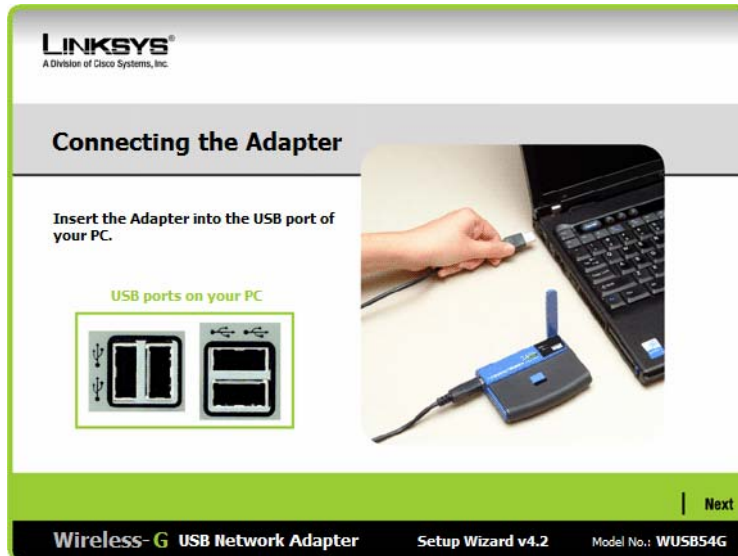 LINKSYS®
A Division of Cisco Systems, Inc.
Connecting the Adapter
Insert the Adapter into the USB port of
your PC.
USB ports on your PC
Next
Wireless-G USB Network Adapter
Setup Wizard v4.2
Model No.: WUSB54G